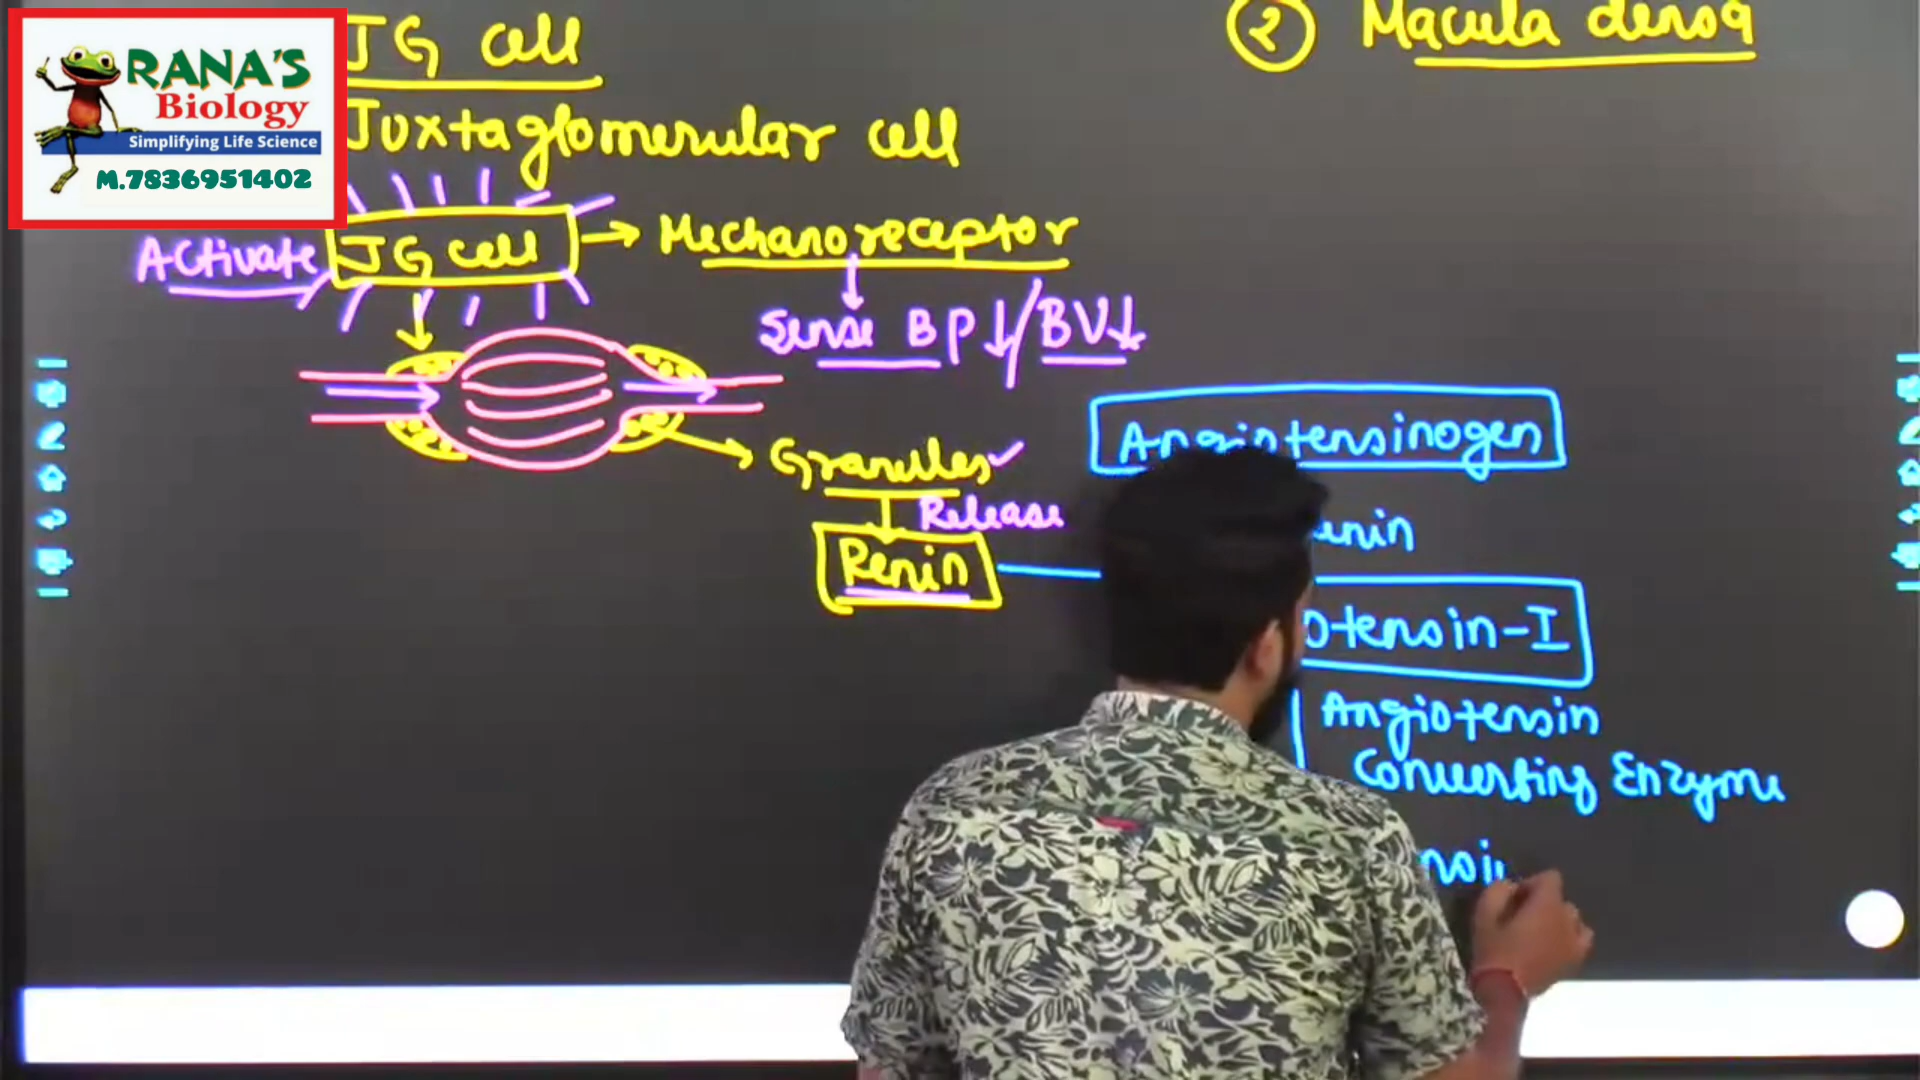 RANA'S
Biology
Simplifying Life Science
M.7836951402
JG cell
② Macula densa
Juxtaglomerular cell
Activate
JG cell → Mechanoreceptor
Sense BP↓/BV↓
Angiotensinogen
Granules ✓
Release
Renin
otensin-I
Angiotensin
Converting Enzyme